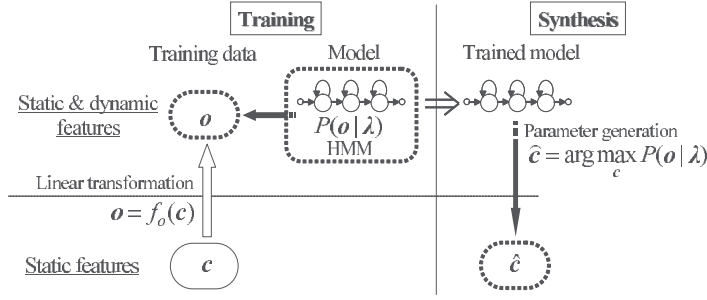 Training
Synthesis
Training data
Model
Trained model
Static & dynamic
features
o
P(o | λ)
HMM
Parameter generation
ĉ = arg max P(o | λ)
c
Linear transformation
o = fₒ(c)
Static features
c
ĉ